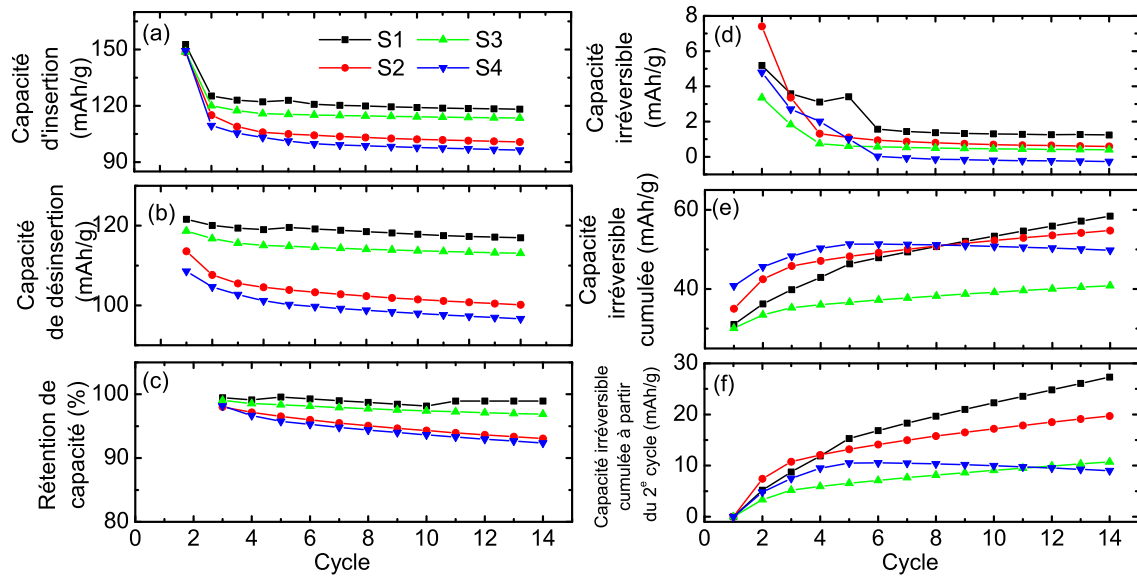 (a)
S1
S2
S3
S4
150
120
90
Capacité
d'insertion
(mAh/g)
(b)
120
100
Capacité
de désinsertion
(mAh/g)
(c)
100
90
80
Rétention de
capacité (%)
0 2 4 6 8 10 12 14
Cycle
(d)
8
6
4
2
0
Capacité
irréversible
(mAh/g)
(e)
60
40
Capacité
irréversible
cumulée (mAh/g)
(f)
30
20
10
0
Capacité irréversible
cumulée à partir
du 2e cycle (mAh/g)
0 2 4 6 8 10 12 14
Cycle